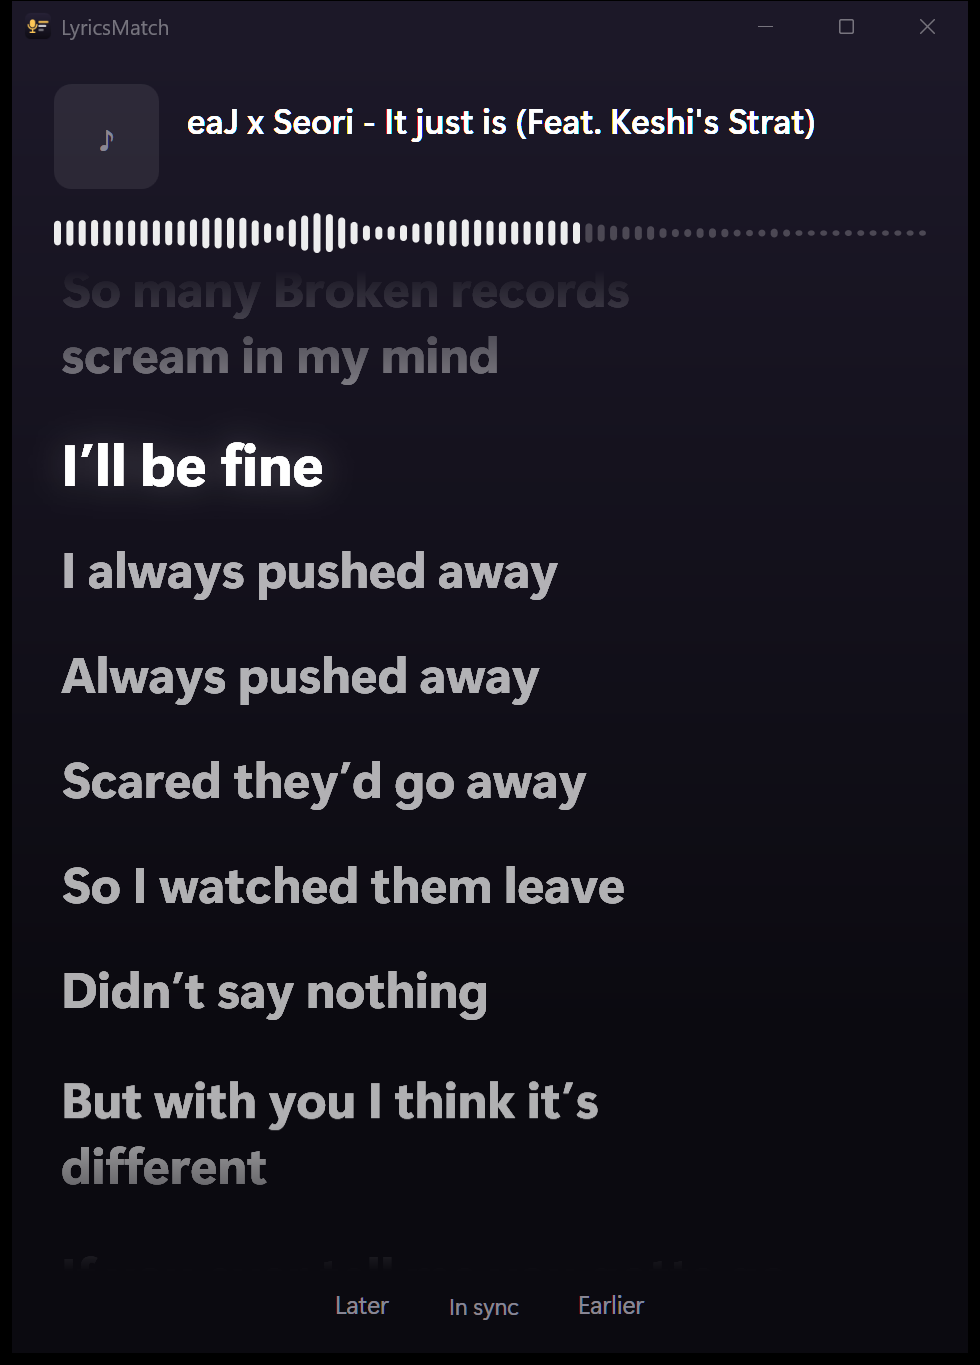 LyricsMatch
eaJ x Seori - It just is (Feat. Keshi's Strat)
So many Broken records
scream in my mind
I’ll be fine
I always pushed away
Always pushed away
Scared they’d go away
So I watched them leave
Didn’t say nothing
But with you I think it’s
different
Later In sync Earlier